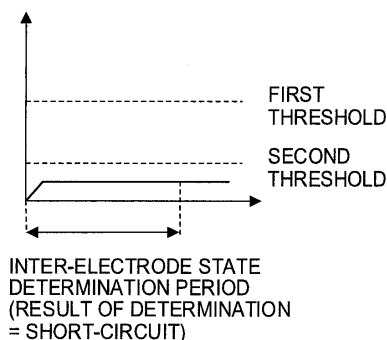 FIRST
THRESHOLD
SECOND
THRESHOLD
INTER-ELECTRODE STATE
DETERMINATION PERIOD
(RESULT OF DETERMINATION
= SHORT-CIRCUIT)